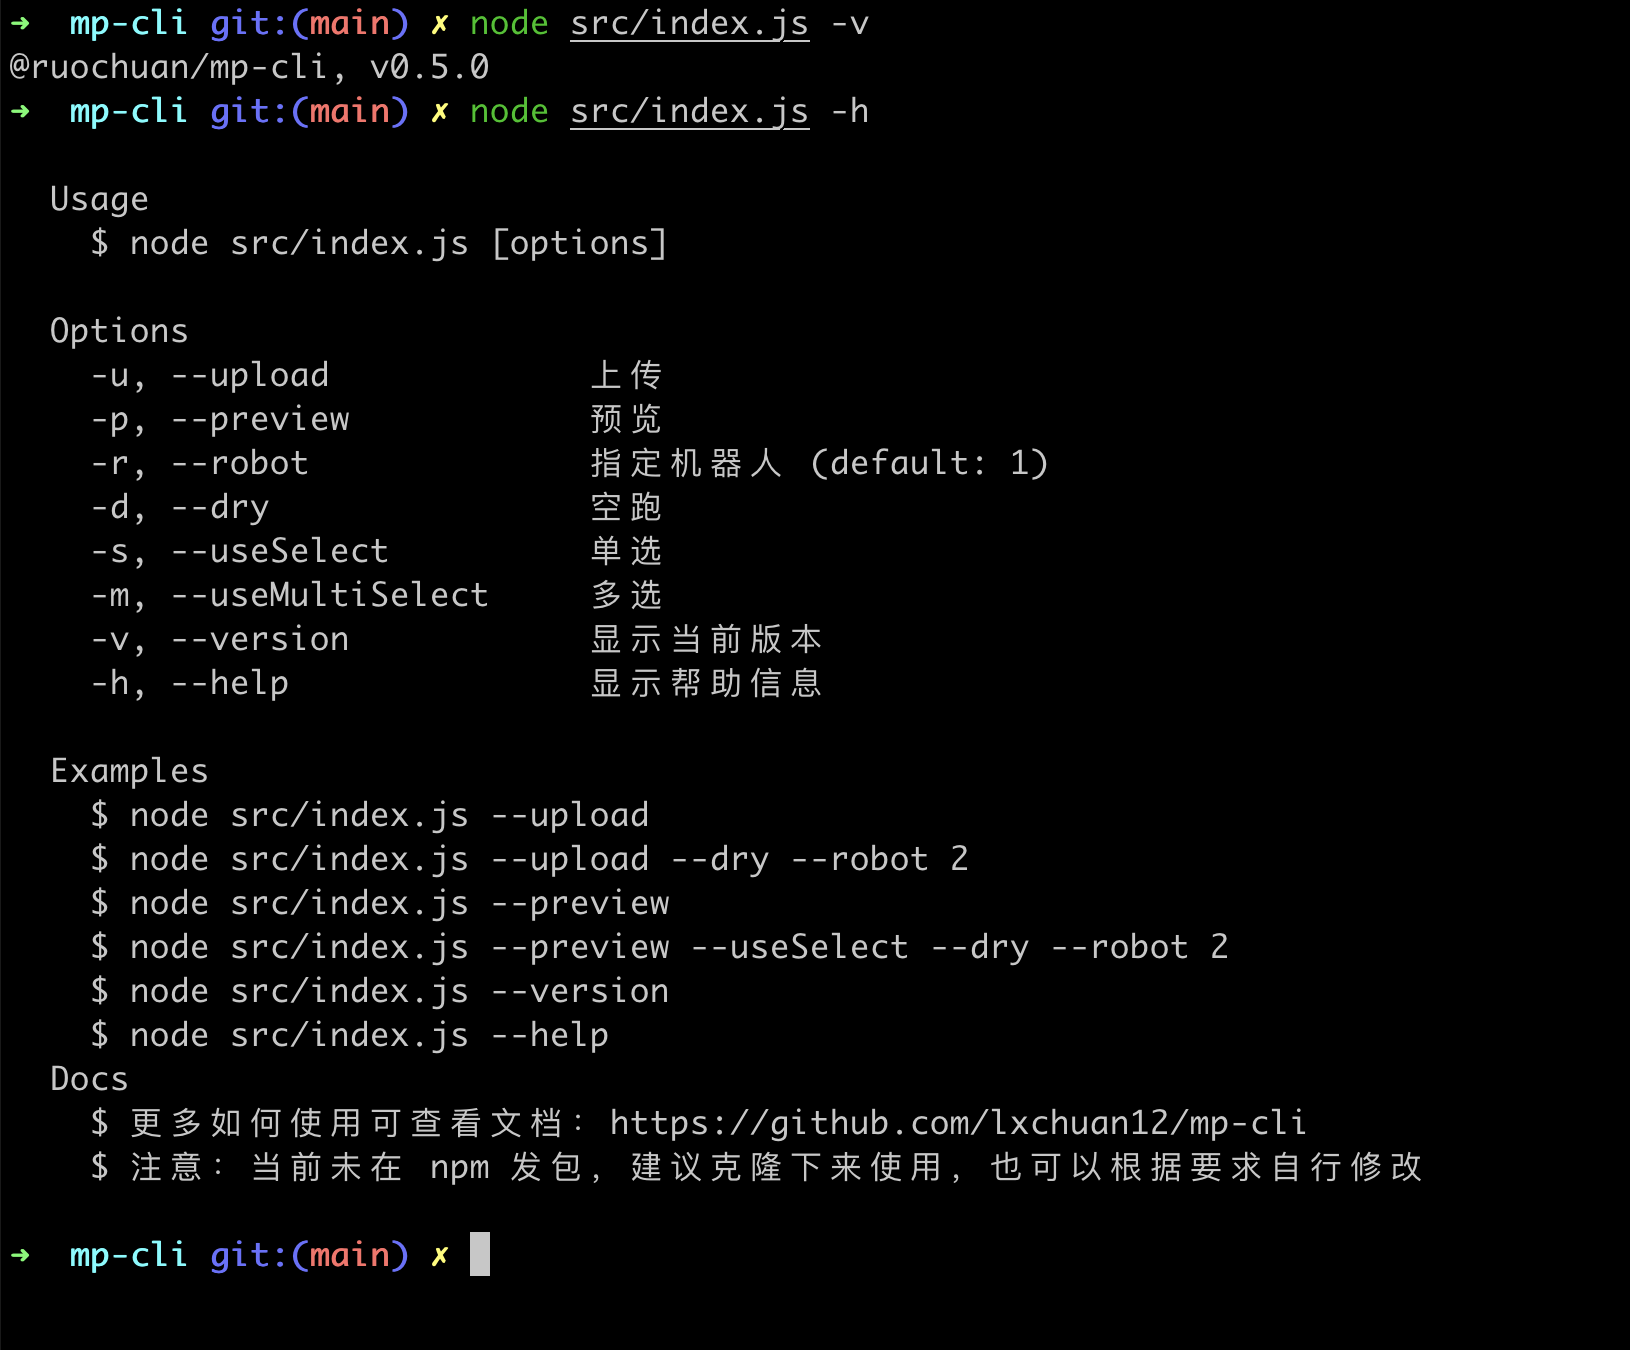 ➜  mp-cli git:(main) ✗ node src/index.js -v
@ruochuan/mp-cli, v0.5.0
➜  mp-cli git:(main) ✗ node src/index.js -h
Usage
$ node src/index.js [options]
Options
-u, --upload 上传
-p, --preview 预览
-r, --robot 指定机器人 (default: 1)
-d, --dry 空跑
-s, --useSelect 单选
-m, --useMultiSelect 多选
-v, --version 显示当前版本
-h, --help 显示帮助信息
Examples
$ node src/index.js --upload
$ node src/index.js --upload --dry --robot 2
$ node src/index.js --preview
$ node src/index.js --preview --useSelect --dry --robot 2
$ node src/index.js --version
$ node src/index.js --help
Docs
$ 更多如何使用可查看文档：https://github.com/lxchuan12/mp-cli
$ 注意：当前未在 npm 发包，建议克隆下来使用，也可以根据要求自行修改
➜  mp-cli git:(main) ✗